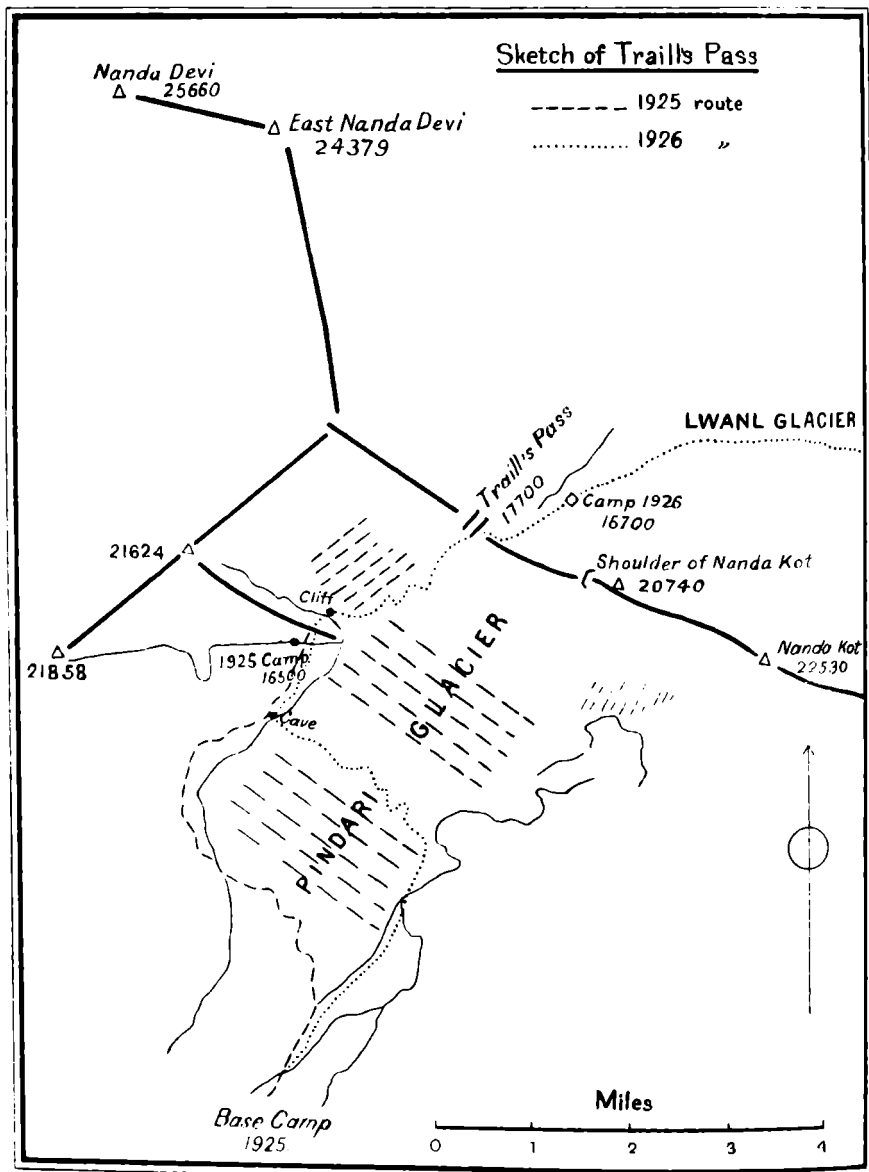 Sketch of Traill's Pass
1925 route
1926 "
Nanda Devi
25660
East Nanda Devi
24379
LWANL GLACIER
Traill's Pass
17700
Camp 1926
16700
21624
Shoulder of Nanda Kot
20740
Cliff
21858
1925 Camp
16500
Nanda Kot
22530
Cave
PINDARI GLACIER
Base Camp
1925
Miles
0 1 2 3 4